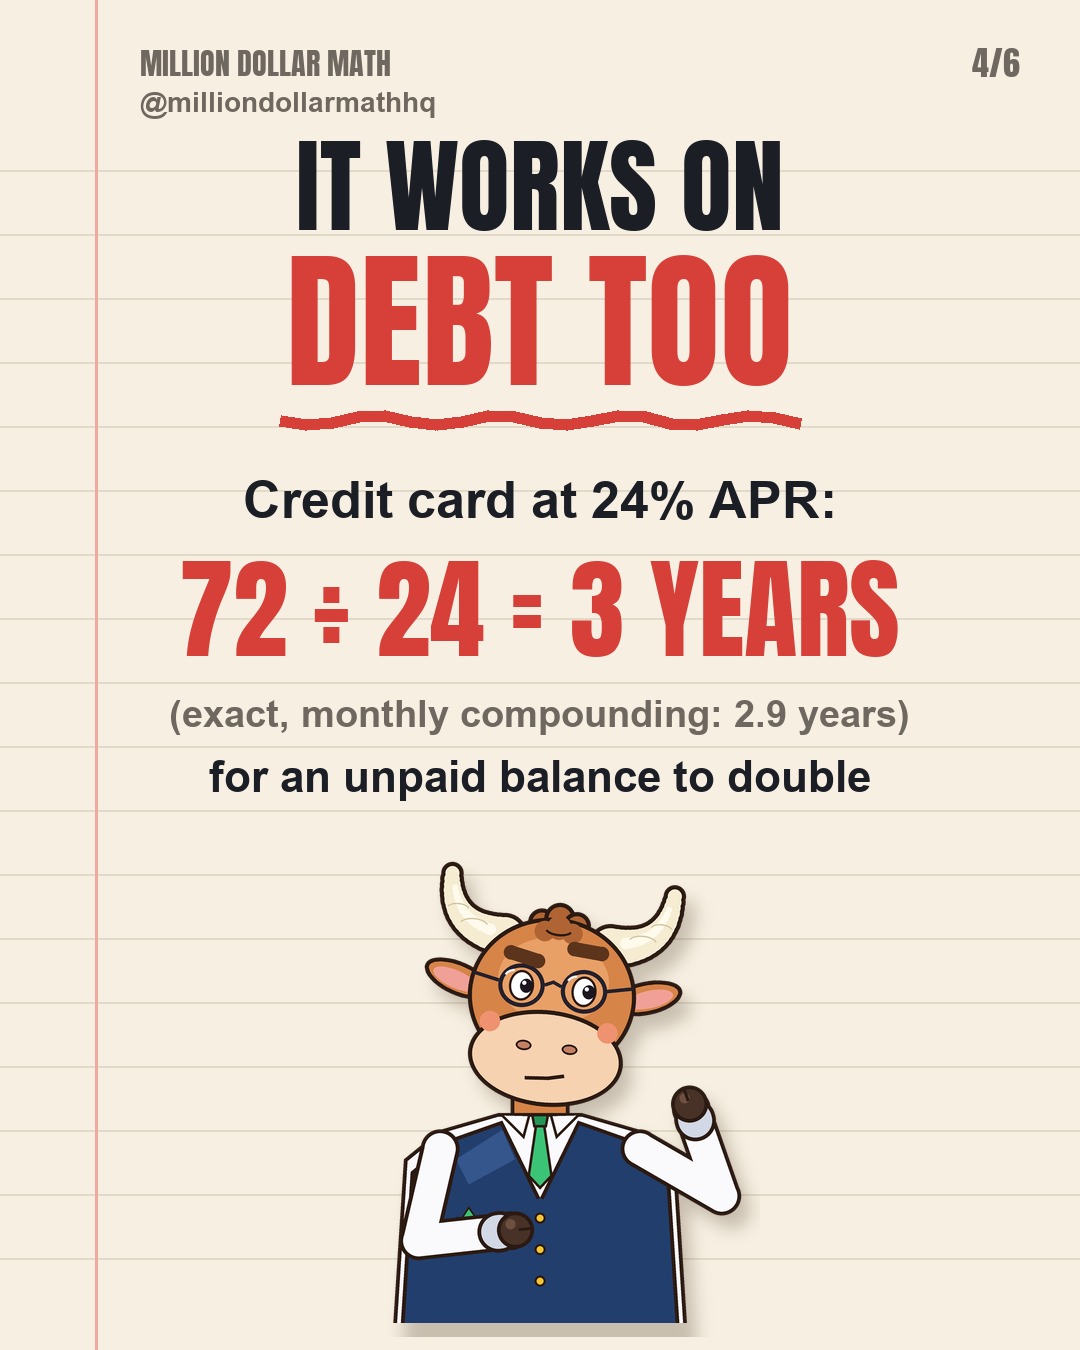 MILLION DOLLAR MATH
4/6
@milliondollarmathhq
IT WORKS ON
DEBT TOO
Credit card at 24% APR:
72 ÷ 24 = 3 YEARS
(exact, monthly compounding: 2.9 years)
for an unpaid balance to double